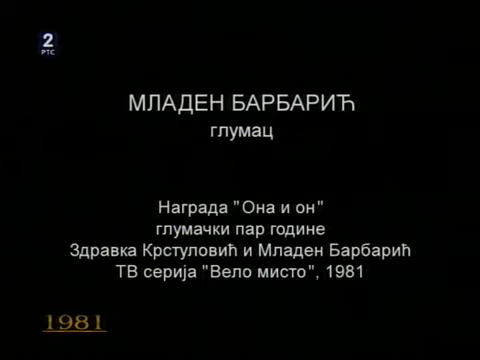 2
РТС
МЛАДЕН БАРБАРИЋ
глумац
Награда "Она и он"
глумачки пар године
Здравка Крстуловић и Младен Барбарић
ТВ серија "Вело мисто", 1981
1981